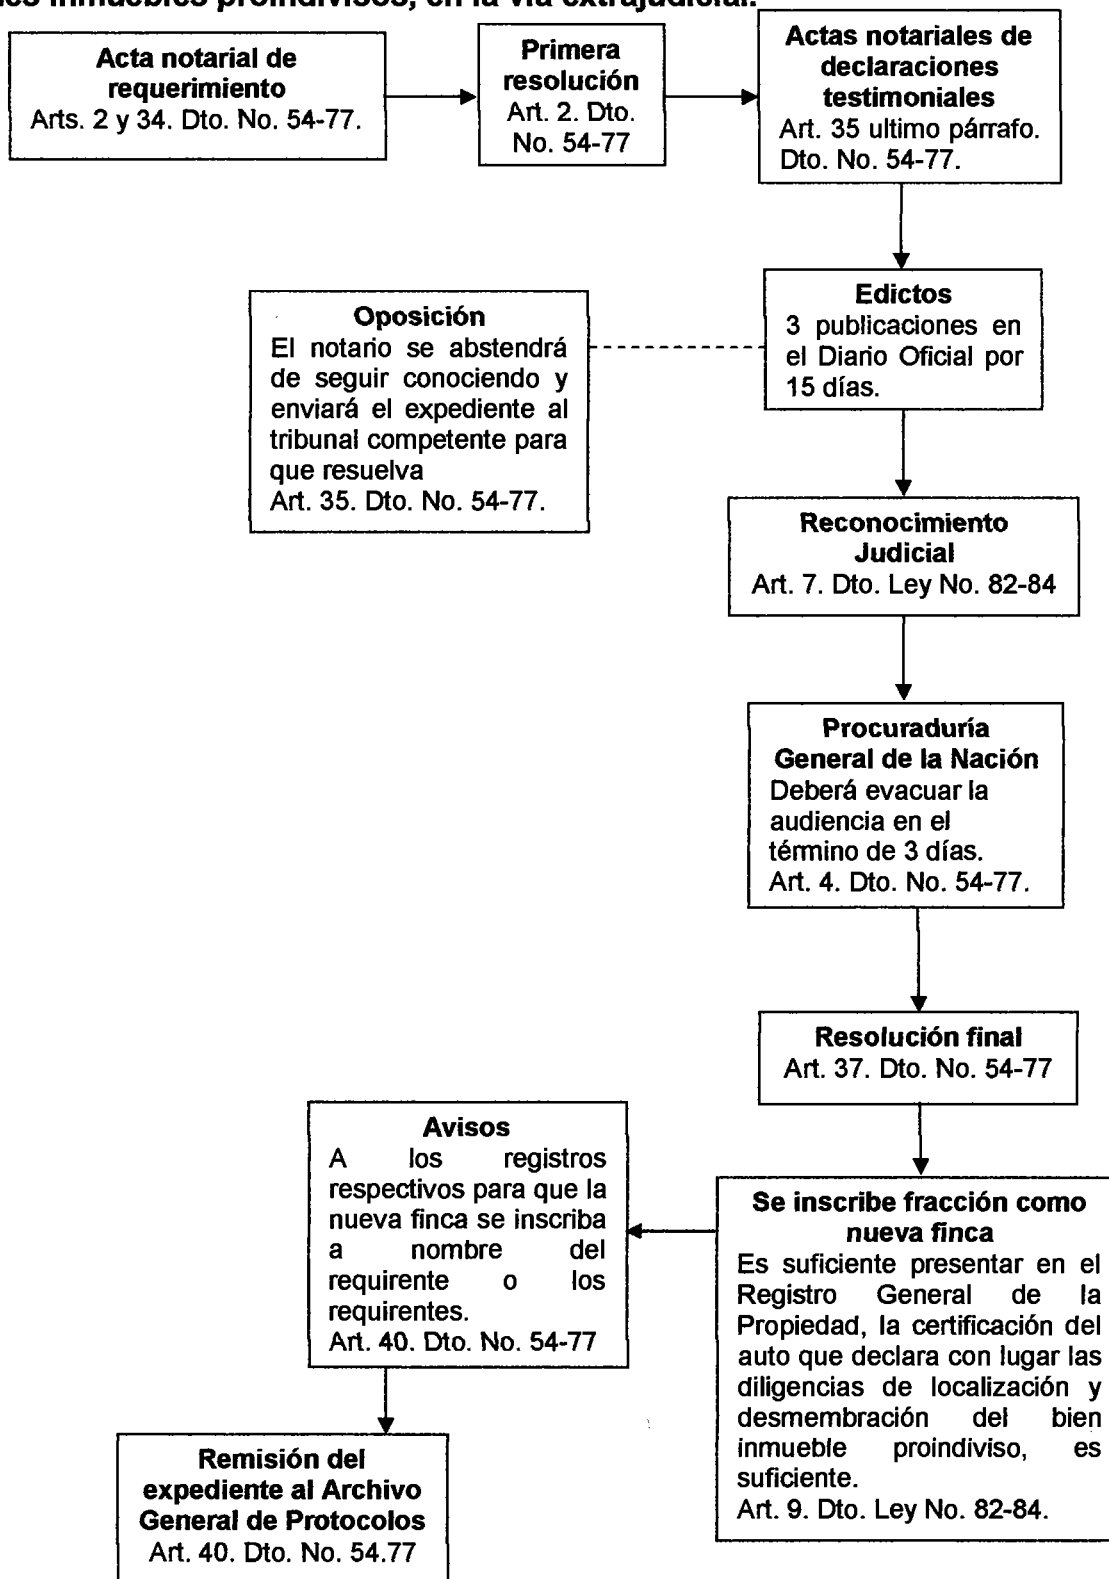 les inmuebles proindivisos, en la vía extrajudicial.
Acta notarial de
requerimiento
Arts. 2 y 34. Dto. No. 54-77.
Primera
resolución
Art. 2. Dto.
No. 54-77
Actas notariales de
declaraciones
testimoniales
Art. 35 ultimo párrafo.
Dto. No. 54-77.
Edictos
3 publicaciones en
el Diario Oficial por
15 días.
Oposición
El notario se abstendrá
de seguir conociendo y
enviará el expediente al
tribunal competente para
que resuelva
Art. 35. Dto. No. 54-77.
Reconocimiento
Judicial
Art. 7. Dto. Ley No. 82-84
Procuraduría
General de la Nación
Deberá evacuar la
audiencia en el
término de 3 días.
Art. 4. Dto. No. 54-77.
Resolución final
Art. 37. Dto. No. 54-77
Se inscribe fracción como
nueva finca
Es suficiente presentar en el
Registro General de la
Propiedad, la certificación del
auto que declara con lugar las
diligencias de localización y
desmembración del bien
inmueble proindiviso, es
suficiente.
Art. 9. Dto. Ley No. 82-84.
Avisos
A los registros
respectivos para que la
nueva finca se inscriba
a nombre del
requirente o los
requirentes.
Art. 40. Dto. No. 54-77
Remisión del
expediente al Archivo
General de Protocolos
Art. 40. Dto. No. 54.77